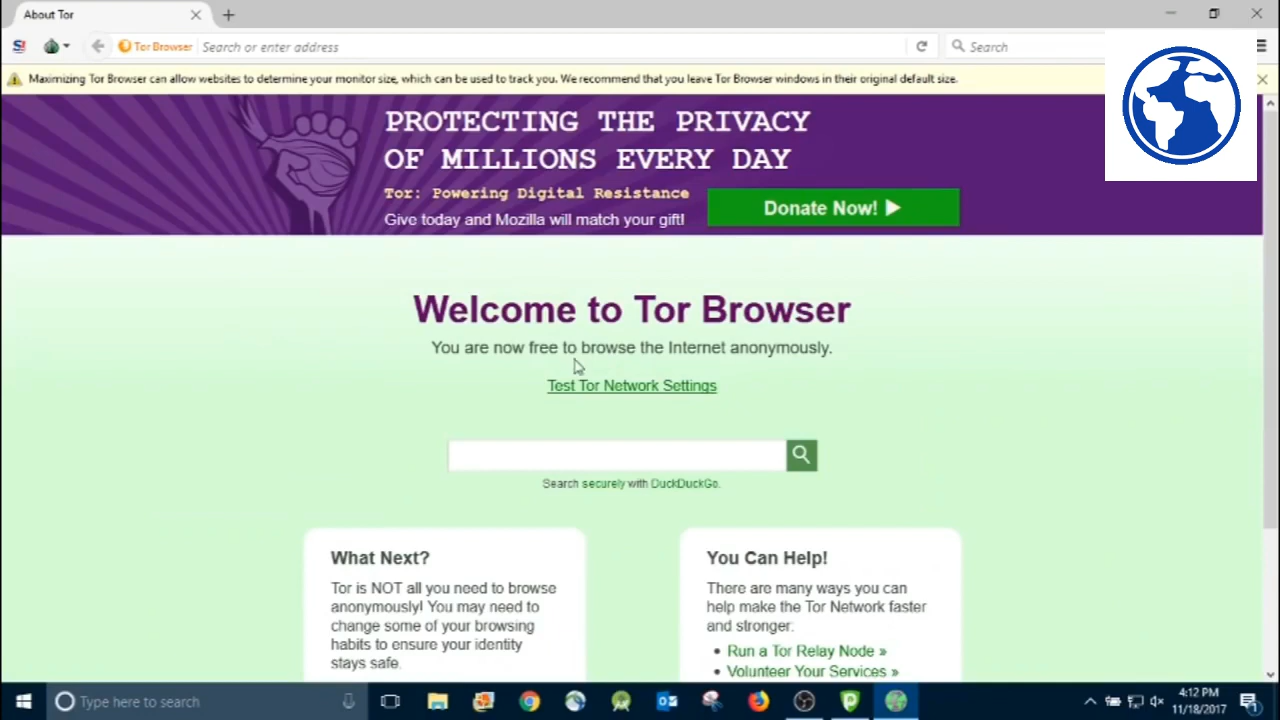 About Tor
Tor Browser
Search or enter address
Search
Maximizing Tor Browser can allow websites to determine your monitor size, which can be used to track you. We recommend that you leave Tor Browser windows in their original default size.
PROTECTING THE PRIVACY
OF MILLIONS EVERY DAY
Tor: Powering Digital Resistance
Give today and Mozilla will match your gift!
Donate Now!
Welcome to Tor Browser
You are now free to browse the Internet anonymously.
Test Tor Network Settings
Search securely with DuckDuckGo.
What Next?
Tor is NOT all you need to browse
anonymously! You may need to
change some of your browsing
habits to ensure your identity
stays safe.
You Can Help!
There are many ways you can
help make the Tor Network faster
and stronger:
• Run a Tor Relay Node »
• Volunteer Your Services »
Type here to search
4:12 PM
11/18/2017